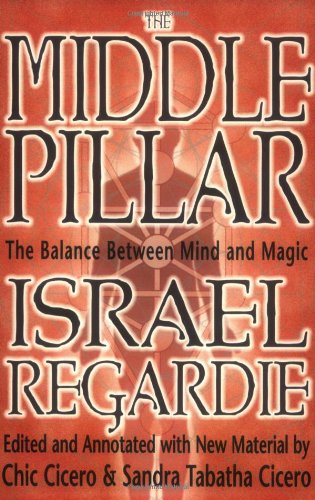 THE
MIDDLE
PILLAR
The Balance Between Mind and Magic
ISRAEL
REGARDIE
Edited and Annotated with New Material by
Chic Cicero & Sandra Tabatha Cicero